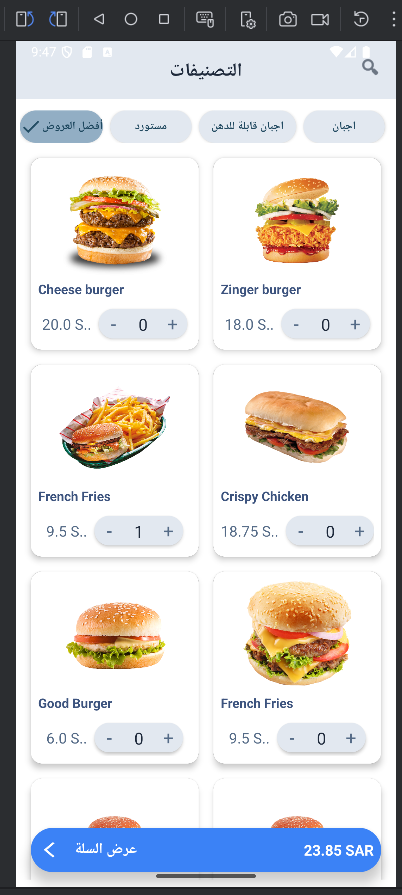 9:47
التصنيفات
اجبان
اجبان قابلة للدهن
مستورد
أفضل العروض
Cheese burger
20.0 S..
- 0 +
Zinger burger
18.0 S..
- 0 +
French Fries
9.5 S..
- 1 +
Crispy Chicken
18.75 S..
- 0 +
Good Burger
6.0 S..
- 0 +
French Fries
9.5 S..
- 0 +
عرض السلة
23.85 SAR